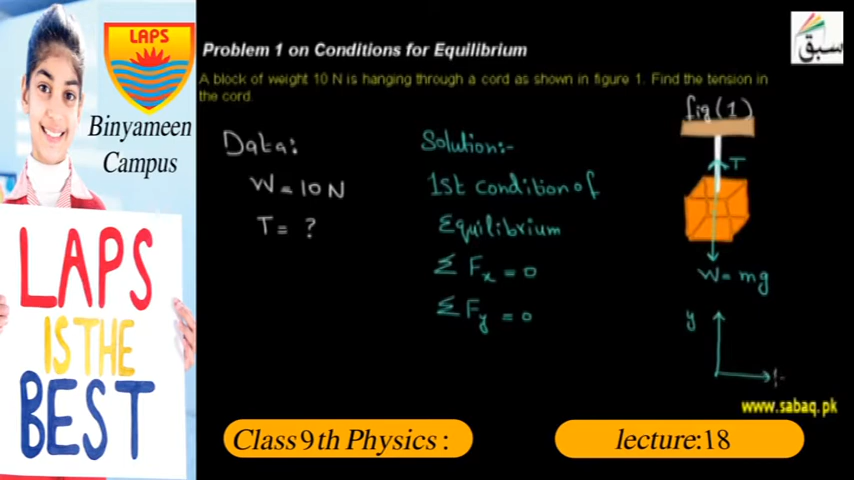 LAPS
Binyameen
Campus
LAPS
IS THE
BEST
Problem 1 on Conditions for Equilibrium
A block of weight 10 N is hanging through a cord as shown in figure 1. Find the tension in
the cord.
سبق
fig(1)
Data:
W = 10 N
T = ?
Solution:-
1st condition of
Equilibrium
Σ Fx = 0
Σ Fy = 0
T
W = mg
y
www.sabaq.pk
Class 9th Physics :
lecture:18